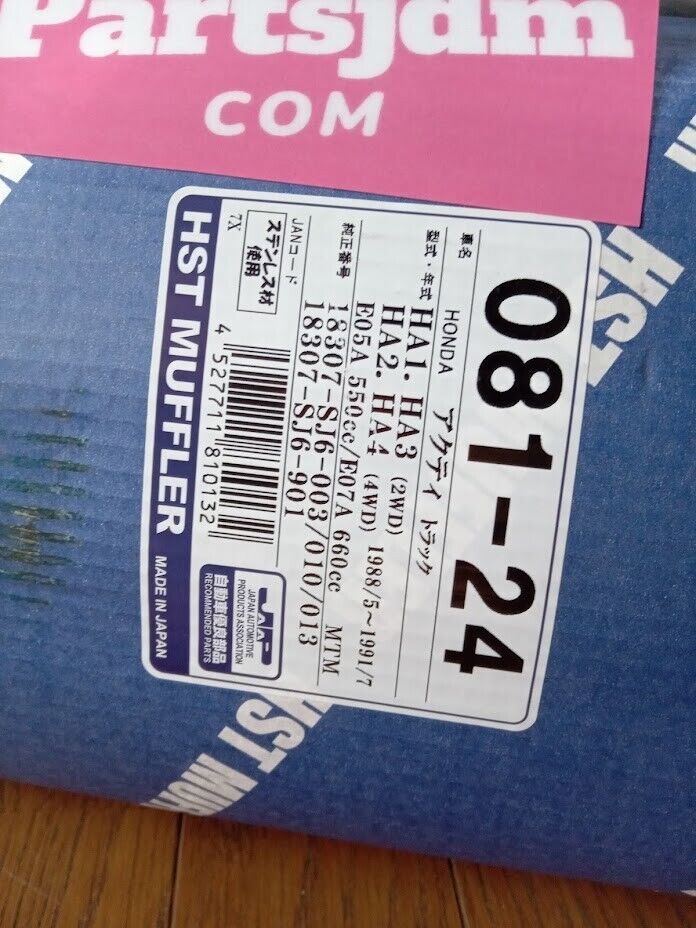 Partsjdm
COM
081-24
車名
HONDA アクティ トラック
型式・年式
HA1. HA3 (2WD)
HA2. HA4 (4WD) 1988/5～1991/7
E05A 550cc/E07A 660cc MTM
純正番号
18307-SJ6-003/010/013
18307-SJ6-901
JANコード
ステンレス材
使用
7X
4 527711 810132
JAPAN AUTOMOTIVE
PRODUCTS ASSOCIATION
自動車優良部品
RECOMMENDED PARTS
HST MUFFLER MADE IN JAPAN
HST
HST MUF